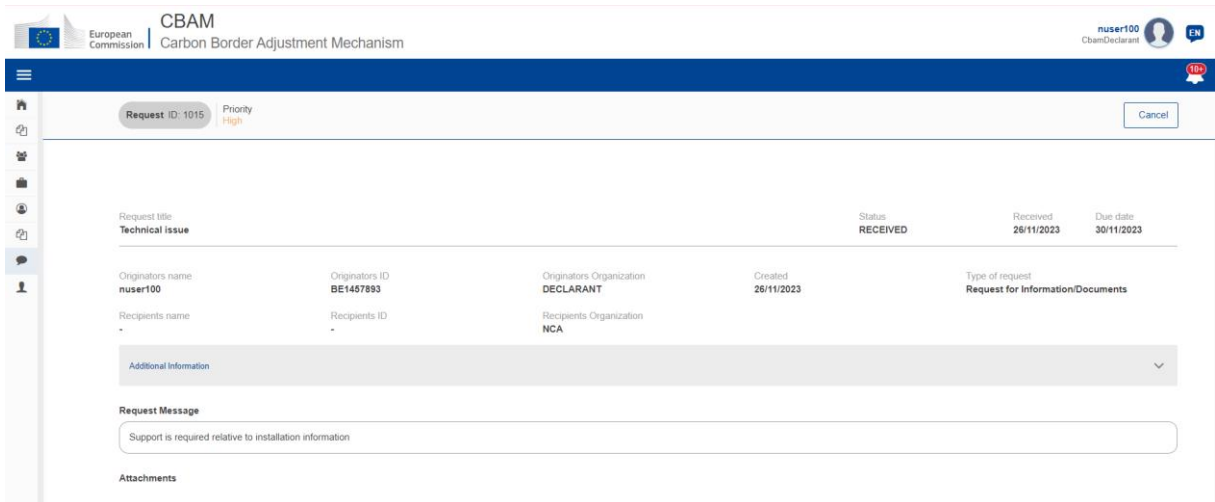 European
Commission
CBAM
Carbon Border Adjustment Mechanism
nuser100
CbamDeclarant
EN
10+
Request ID: 1015
Priority
High
Cancel
Request title
Technical issue
Status
RECEIVED
Received
26/11/2023
Due date
30/11/2023
Originators name
nuser100
Originators ID
BE1457893
Originators Organization
DECLARANT
Created
26/11/2023
Type of request
Request for Information/Documents
Recipients name
-
Recipients ID
-
Recipients Organization
NCA
Additional Information
Request Message
Support is required relative to installation information
Attachments